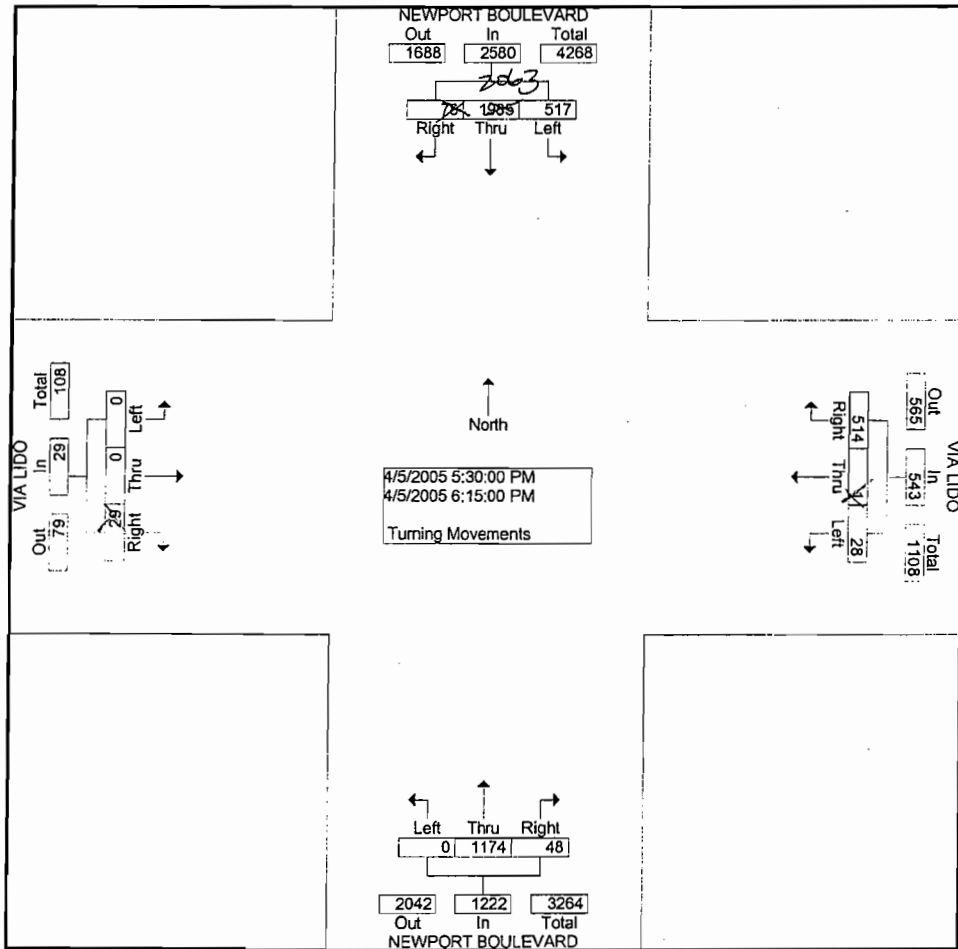 NEWPORT BOULEVARD
Out In Total
1688 2580 4268
2063
78 1985 517
Right Thru Left
VIA LIDO
Total In Out
108 29 79
0 0 29
Left Thru Right
North
4/5/2005 5:30:00 PM
4/5/2005 6:15:00 PM
Turning Movements
Right Thru Left
514 1 28
Out In Total
565 543 1108
VIA LIDO
Left Thru Right
0 1174 48
2042 1222 3264
Out In Total
NEWPORT BOULEVARD